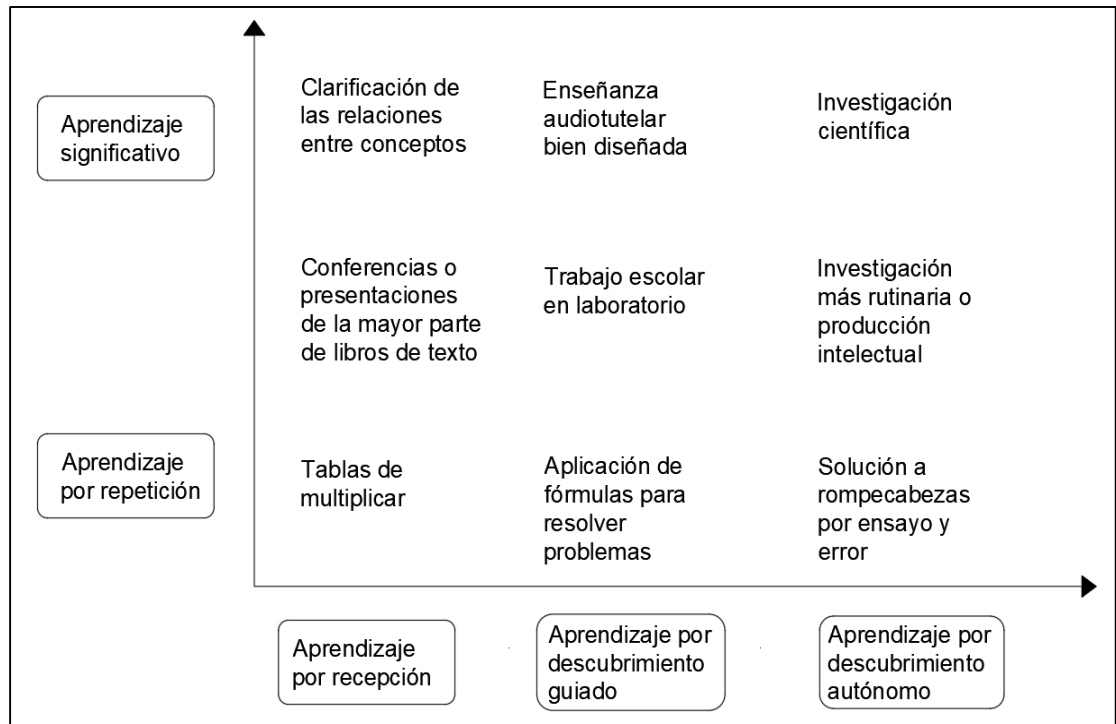 Clarificación de
las relaciones
entre conceptos
Enseñanza
audiotutelar
bien diseñada
Investigación
científica
Aprendizaje
significativo
Conferencias o
presentaciones
de la mayor parte
de libros de texto
Trabajo escolar
en laboratorio
Investigación
más rutinaria o
producción
intelectual
Aprendizaje
por repetición
Tablas de
multiplicar
Aplicación de
fórmulas para
resolver
problemas
Solución a
rompecabezas
por ensayo y
error
Aprendizaje
por recepción
Aprendizaje por
descubrimiento
guiado
Aprendizaje por
descubrimiento
autónomo